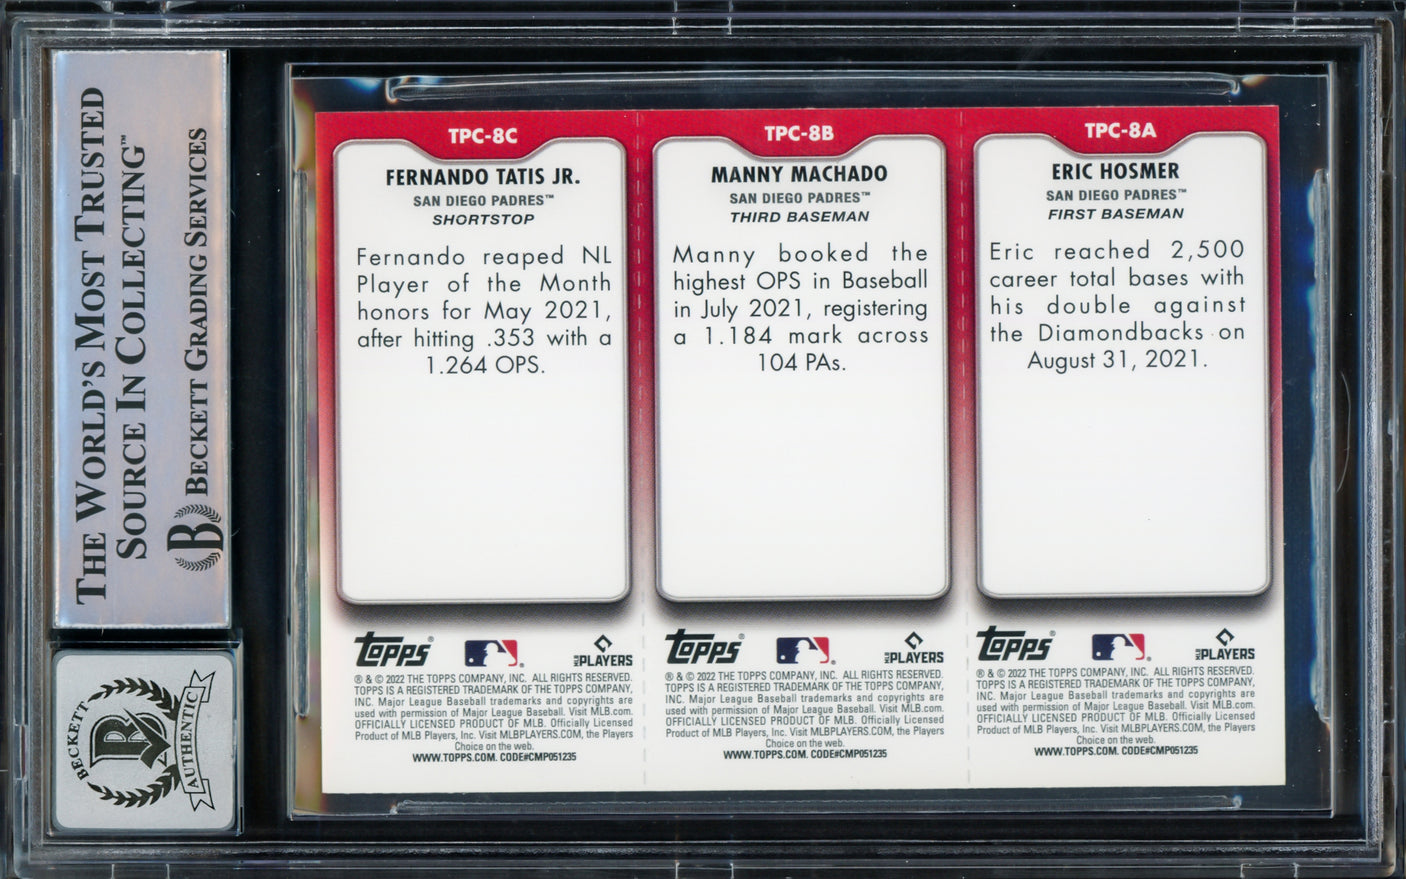 THE WORLD'S MOST TRUSTED
SOURCE IN COLLECTING™
BECKETT GRADING SERVICES
B
BECKETT
B
AUTHENTIC
TPC-8C
FERNANDO TATIS JR.
SAN DIEGO PADRES™
SHORTSTOP
Fernando reaped NL
Player of the Month
honors for May 2021,
after hitting .353 with a
1.264 OPS.
Topps®
MLB PLAYERS
® & © 2022 THE TOPPS COMPANY, INC. ALL RIGHTS RESERVED.
TOPPS IS A REGISTERED TRADEMARK OF THE TOPPS COMPANY,
INC. Major League Baseball trademarks and copyrights are
used with permission of Major League Baseball. Visit MLB.com.
OFFICIALLY LICENSED PRODUCT OF MLB. Officially Licensed
Product of MLB Players, Inc. Visit MLBPLAYERS.COM, the Players
Choice on the web.
WWW.TOPPS.COM. CODE#CMP051235
TPC-8B
MANNY MACHADO
SAN DIEGO PADRES™
THIRD BASEMAN
Manny booked the
highest OPS in Baseball
in July 2021, registering
a 1.184 mark across
104 PAs.
Topps®
MLB PLAYERS
® & © 2022 THE TOPPS COMPANY, INC. ALL RIGHTS RESERVED.
TOPPS IS A REGISTERED TRADEMARK OF THE TOPPS COMPANY,
INC. Major League Baseball trademarks and copyrights are
used with permission of Major League Baseball. Visit MLB.com.
OFFICIALLY LICENSED PRODUCT OF MLB. Officially Licensed
Product of MLB Players, Inc. Visit MLBPLAYERS.COM, the Players
Choice on the web.
WWW.TOPPS.COM. CODE#CMP051235
TPC-8A
ERIC HOSMER
SAN DIEGO PADRES™
FIRST BASEMAN
Eric reached 2,500
career total bases with
his double against
the Diamondbacks on
August 31, 2021.
Topps®
MLB PLAYERS
® & © 2022 THE TOPPS COMPANY, INC. ALL RIGHTS RESERVED.
TOPPS IS A REGISTERED TRADEMARK OF THE TOPPS COMPANY,
INC. Major League Baseball trademarks and copyrights are
used with permission of Major League Baseball. Visit MLB.com.
OFFICIALLY LICENSED PRODUCT OF MLB. Officially Licensed
Product of MLB Players, Inc. Visit MLBPLAYERS.COM, the Players
Choice on the web.
WWW.TOPPS.COM. CODE#CMP051235